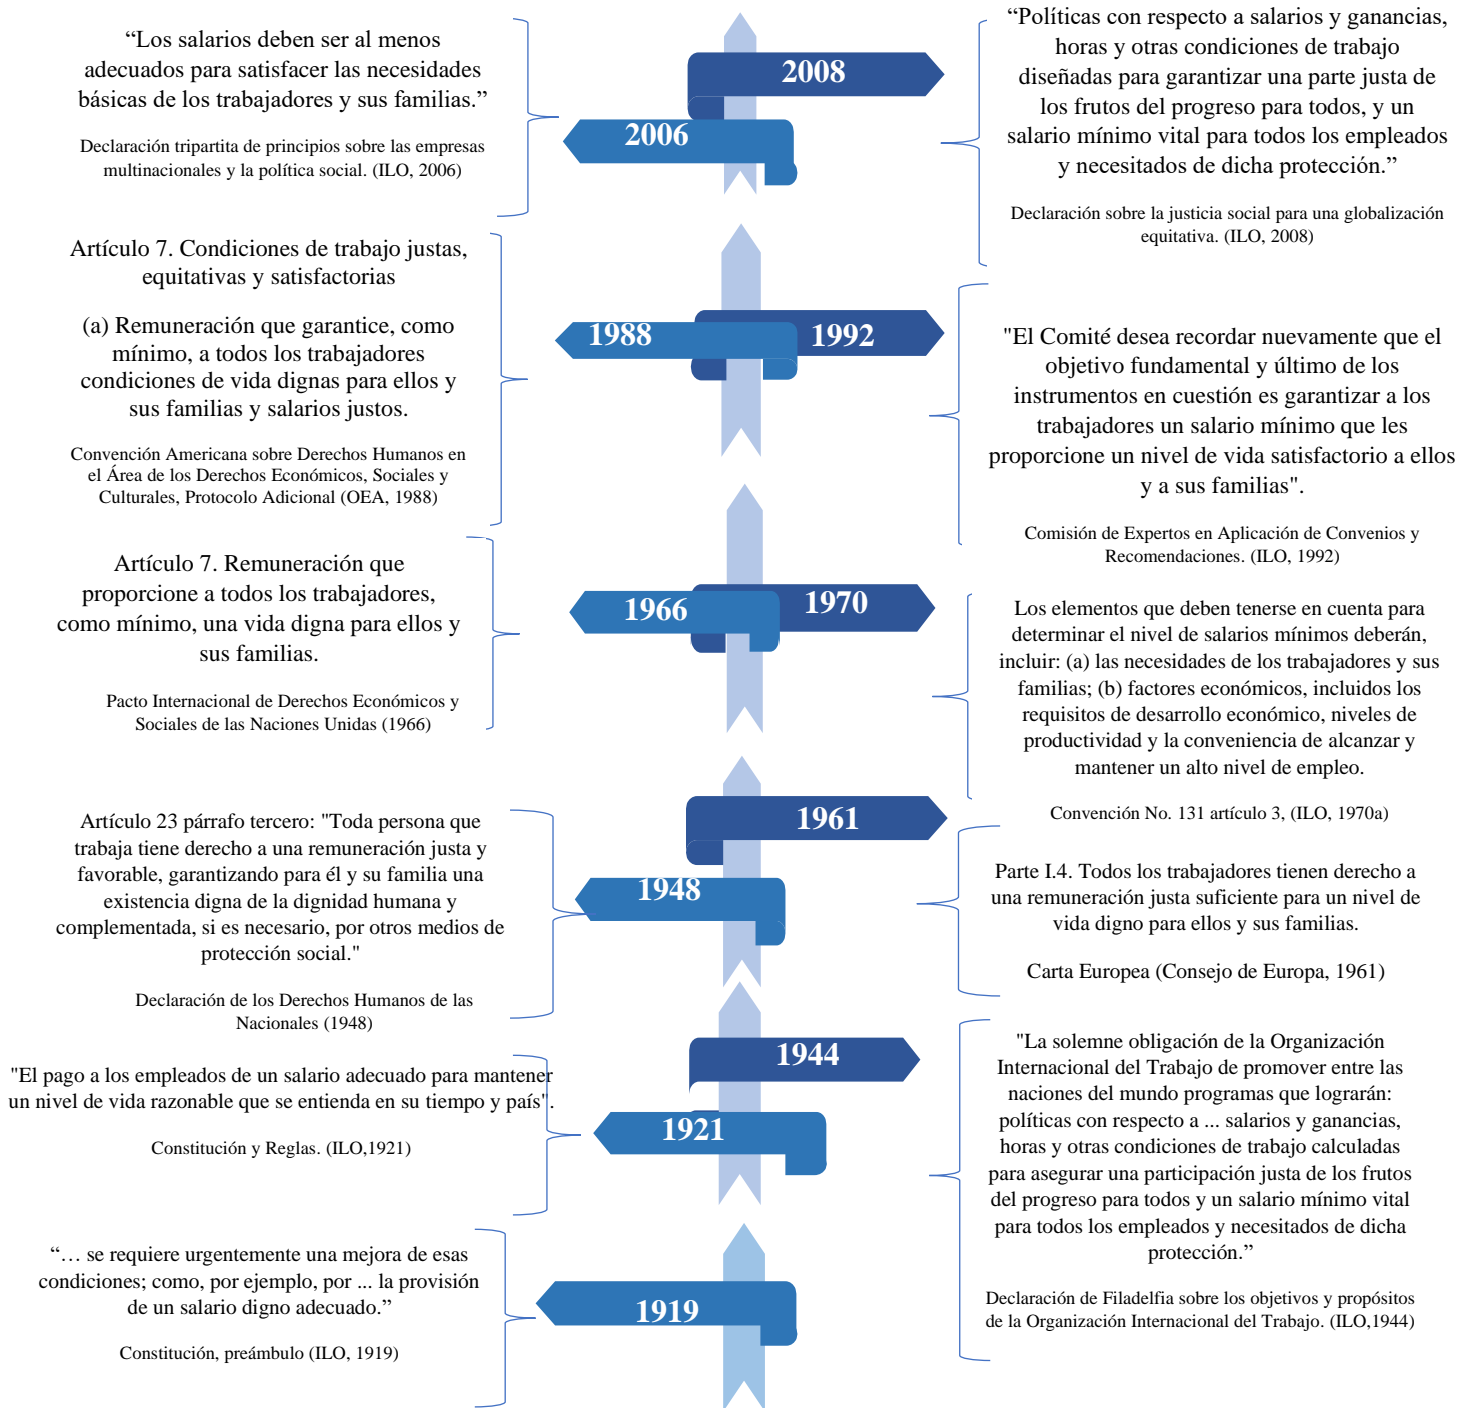 “Los salarios deben ser al menos
adecuados para satisfacer las necesidades
básicas de los trabajadores y sus familias.”
Declaración tripartita de principios sobre las empresas
multinacionales y la política social. (ILO, 2006)
2006
2008
“Políticas con respecto a salarios y ganancias,
horas y otras condiciones de trabajo
diseñadas para garantizar una parte justa de
los frutos del progreso para todos, y un
salario mínimo vital para todos los empleados
y necesitados de dicha protección.”
Declaración sobre la justicia social para una globalización
equitativa. (ILO, 2008)
Artículo 7. Condiciones de trabajo justas,
equitativas y satisfactorias
(a) Remuneración que garantice, como
mínimo, a todos los trabajadores
condiciones de vida dignas para ellos y
sus familias y salarios justos.
Convención Americana sobre Derechos Humanos en
el Área de los Derechos Económicos, Sociales y
Culturales, Protocolo Adicional (OEA, 1988)
1988
1992
"El Comité desea recordar nuevamente que el
objetivo fundamental y último de los
instrumentos en cuestión es garantizar a los
trabajadores un salario mínimo que les
proporcione un nivel de vida satisfactorio a ellos
y a sus familias".
Comisión de Expertos en Aplicación de Convenios y
Recomendaciones. (ILO, 1992)
Artículo 7. Remuneración que
proporcione a todos los trabajadores,
como mínimo, una vida digna para ellos y
sus familias.
Pacto Internacional de Derechos Económicos y
Sociales de las Naciones Unidas (1966)
1966
1970
Los elementos que deben tenerse en cuenta para
determinar el nivel de salarios mínimos deberán,
incluir: (a) las necesidades de los trabajadores y sus
familias; (b) factores económicos, incluidos los
requisitos de desarrollo económico, niveles de
productividad y la conveniencia de alcanzar y
mantener un alto nivel de empleo.
Convención No. 131 artículo 3, (ILO, 1970a)
Artículo 23 párrafo tercero: "Toda persona que
trabaja tiene derecho a una remuneración justa y
favorable, garantizando para él y su familia una
existencia digna de la dignidad humana y
complementada, si es necesario, por otros medios de
protección social."
Declaración de los Derechos Humanos de las
Nacionales (1948)
1948
1961
Parte I.4. Todos los trabajadores tienen derecho a
una remuneración justa suficiente para un nivel de
vida digno para ellos y sus familias.
Carta Europea (Consejo de Europa, 1961)
"El pago a los empleados de un salario adecuado para mantener
un nivel de vida razonable que se entienda en su tiempo y país".
Constitución y Reglas. (ILO,1921)
1921
1944
"La solemne obligación de la Organización
Internacional del Trabajo de promover entre las
naciones del mundo programas que lograrán:
políticas con respecto a ... salarios y ganancias,
horas y otras condiciones de trabajo calculadas
para asegurar una participación justa de los frutos
del progreso para todos y un salario mínimo vital
para todos los empleados y necesitados de dicha
protección.”
Declaración de Filadelfia sobre los objetivos y propósitos
de la Organización Internacional del Trabajo. (ILO,1944)
“… se requiere urgentemente una mejora de esas
condiciones; como, por ejemplo, por ... la provisión
de un salario digno adecuado.”
Constitución, preámbulo (ILO, 1919)
1919